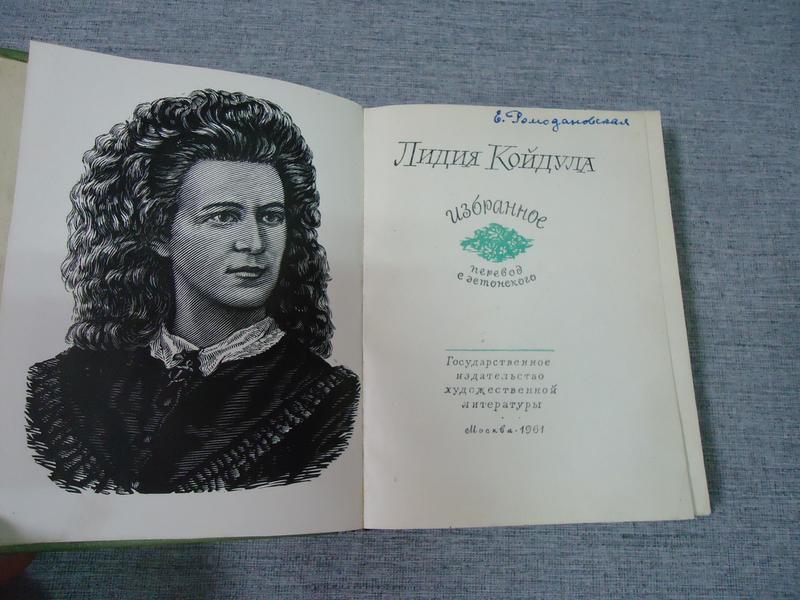 Е. Ромодановская
Лидия Койдула
избранное
перевод
с эстонского
Государственное
издательство
художественной
литературы
Москва·1961